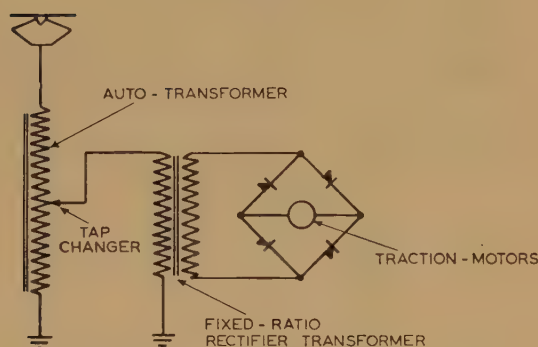 AUTO - TRANSFORMER
TAP
CHANGER
TRACTION - MOTORS
FIXED - RATIO
RECTIFIER TRANSFORMER